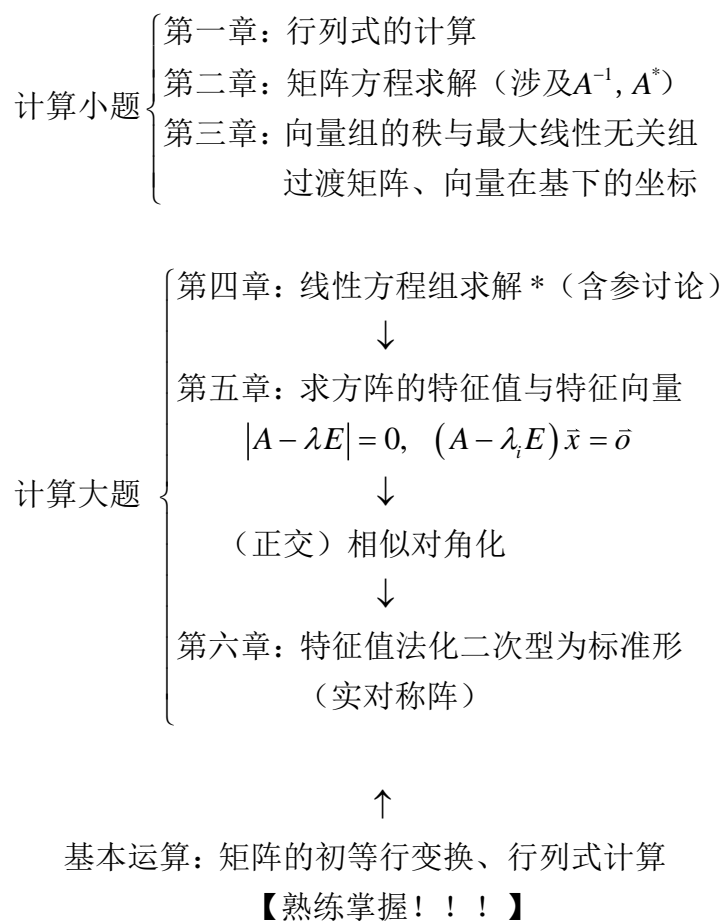 第一章：行列式的计算
计算小题
第二章：矩阵方程求解（涉及A⁻¹, A*）
第三章：向量组的秩与最大线性无关组
过渡矩阵、向量在基下的坐标
第四章：线性方程组求解 *（含参讨论）
↓
第五章：求方阵的特征值与特征向量
|A − λE| = 0, (A − λᵢE)x⃗ = o⃗
计算大题
↓
（正交）相似对角化
↓
第六章：特征值法化二次型为标准形
（实对称阵）
↑
基本运算：矩阵的初等行变换、行列式计算
【熟练掌握！！！】